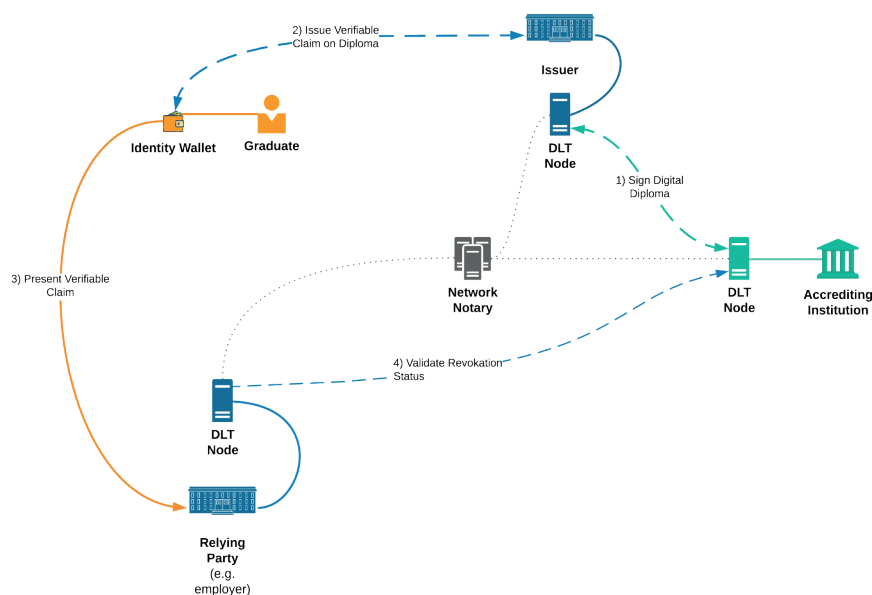 2) Issue Verifiable
Claim on Diploma
Issuer
Identity Wallet
Graduate
DLT
Node
1) Sign Digital
Diploma
3) Present Verifiable
Claim
Network
Notary
DLT
Node
Accrediting
Institution
4) Validate Revokation
Status
DLT
Node
Relying
Party
(e.g.
employer)